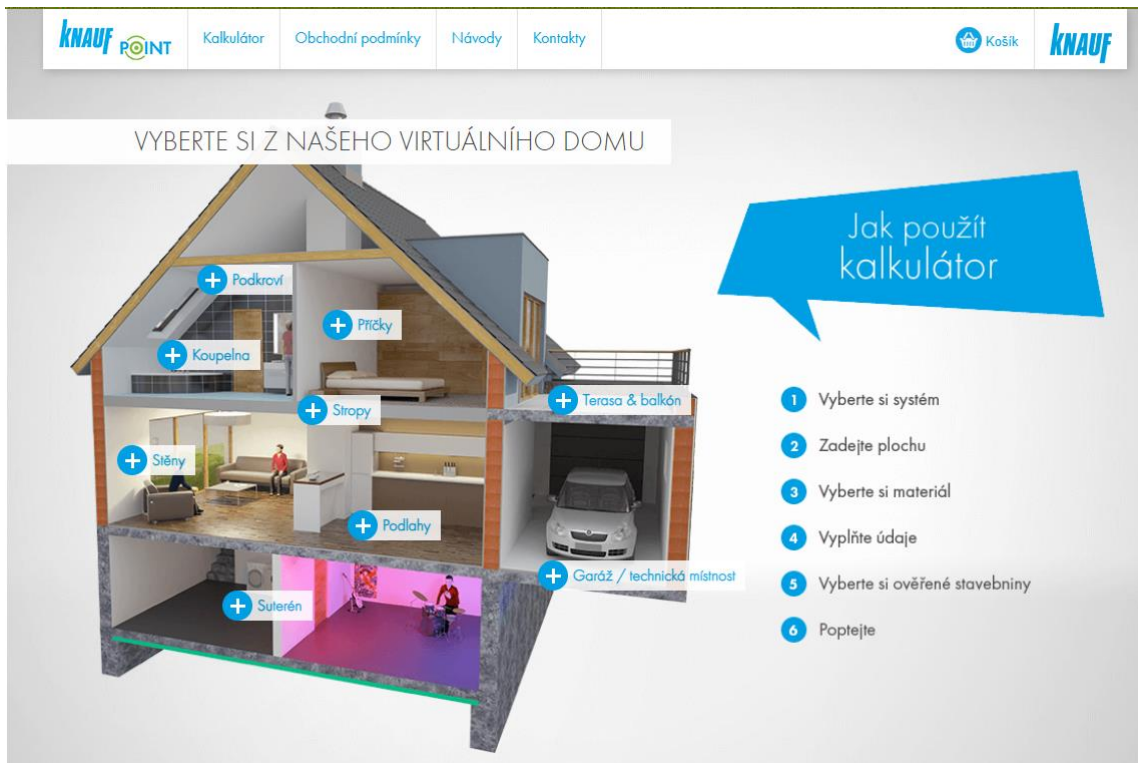 KNAUF POINT
Kalkulátor
Obchodní podmínky
Návody
Kontakty
Košík
KNAUF
VYBERTE SI Z NAŠEHO VIRTUÁLNÍHO DOMU
Jak použít
kalkulátor
Podkroví
Příčky
Koupelna
Stropy
Terasa & balkón
Stěny
Podlahy
Garáž / technická místnost
Suterén
1 Vyberte si systém
2 Zadejte plochu
3 Vyberte si materiál
4 Vyplňte údaje
5 Vyberte si ověřené stavebniny
6 Poptejte